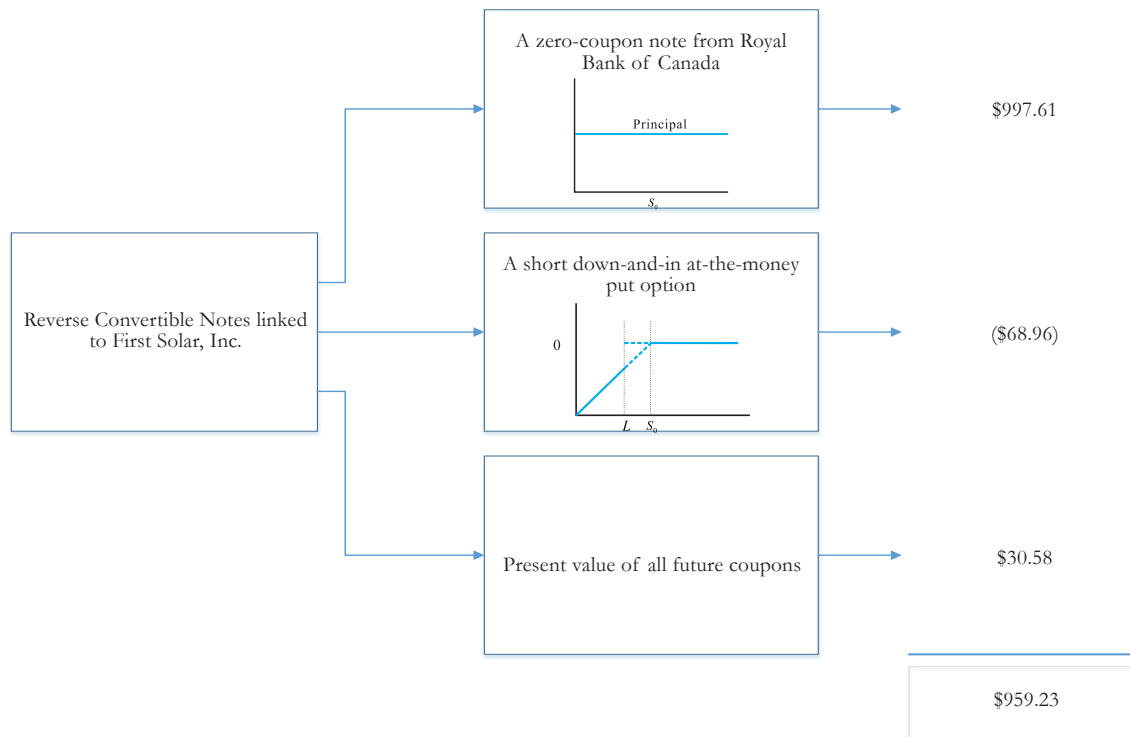 A zero-coupon note from Royal
Bank of Canada
Principal
S₀
$997.61
Reverse Convertible Notes linked
to First Solar, Inc.
A short down-and-in at-the-money
put option
0
L S₀
($68.96)
Present value of all future coupons
$30.58
$959.23